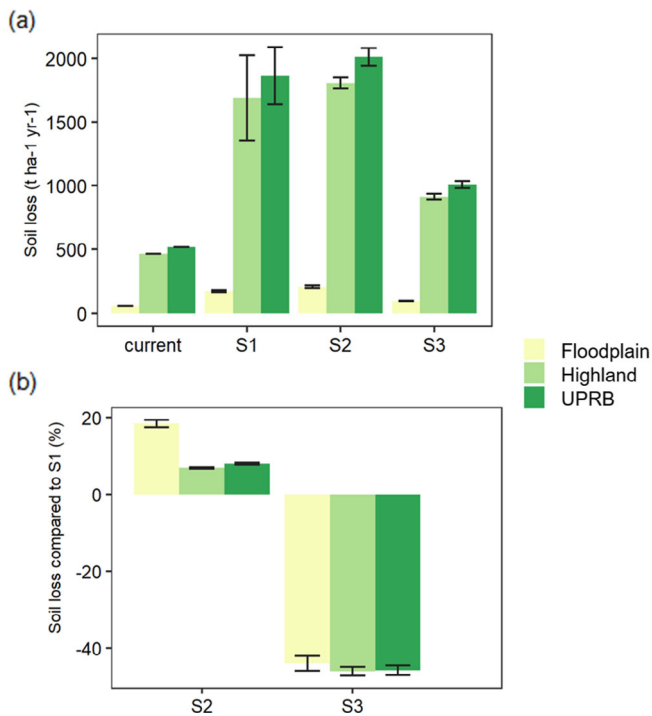 (a)
Soil loss (t ha-1 yr-1)
2000
1500
1000
500
0
current S1 S2 S3
Floodplain
Highland
UPRB
(b)
Soil loss compared to S1 (%)
20
0
-20
-40
S2 S3